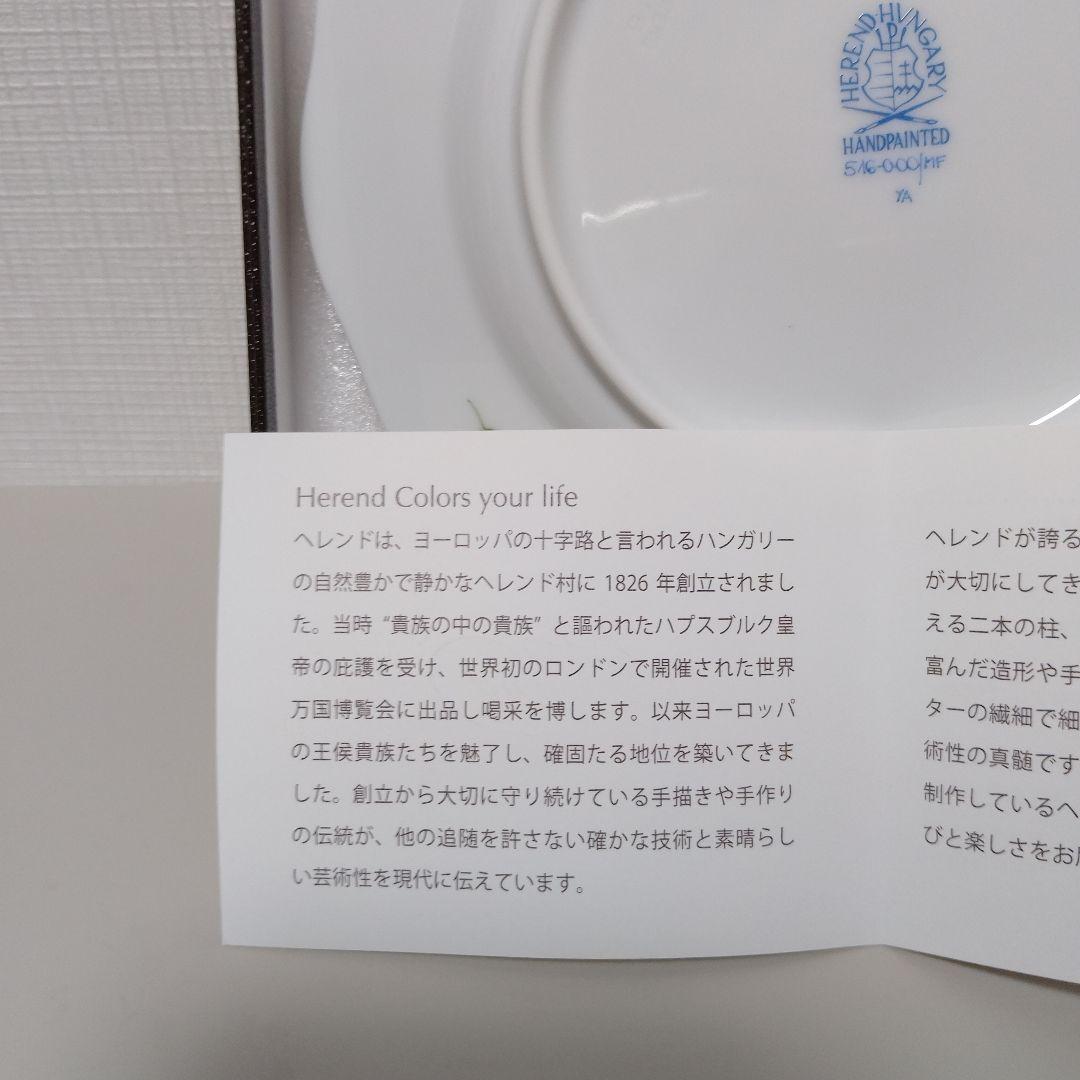 HEREND·HVNGARY
HANDPAINTED
516-000/MF
YA
Herend Colors your life
ヘレンドは、ヨーロッパの十字路と言われるハンガリー
の自然豊かで静かなヘレンド村に 1826 年創立されまし
た。当時 “貴族の中の貴族” と謳われたハプスブルク皇
帝の庇護を受け、世界初のロンドンで開催された世界
万国博覧会に出品し喝采を博します。以来ヨーロッパ
の王侯貴族たちを魅了し、確固たる地位を築いてきま
した。創立から大切に守り続けている手描きや手作り
の伝統が、他の追随を許さない確かな技術と素晴らし
い芸術性を現代に伝えています。
ヘレンドが誇る
が大切にしてき
える二本の柱、
富んだ造形や手
ターの繊細で細
術性の真髄です
制作しているヘ
びと楽しさをお